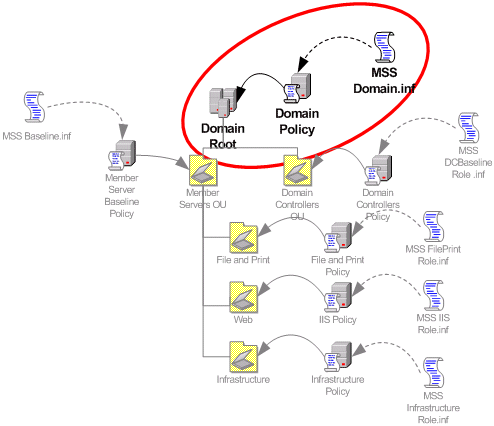 MSS
Domain.inf
Domain
Policy
Domain
Root
MSS Baseline.inf
Member
Server
Baseline
Policy
Member
Servers OU
Domain
Controllers
OU
Domain
Controllers
Policy
MSS
DCBaseline
Role .inf
File and Print
File and Print
Policy
MSS FilePrint
Role.inf
Web
IIS Policy
MSS IIS
Role.inf
Infrastructure
Infrastructure
Policy
MSS
Infrastructure
Role.inf